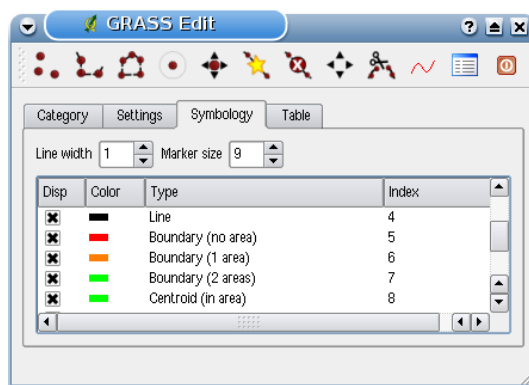 GRASS Edit
Category Settings Symbology Table
Line width 1 Marker size 9
Disp Color Type Index
Line 4
Boundary (no area) 5
Boundary (1 area) 6
Boundary (2 areas) 7
Centroid (in area) 8